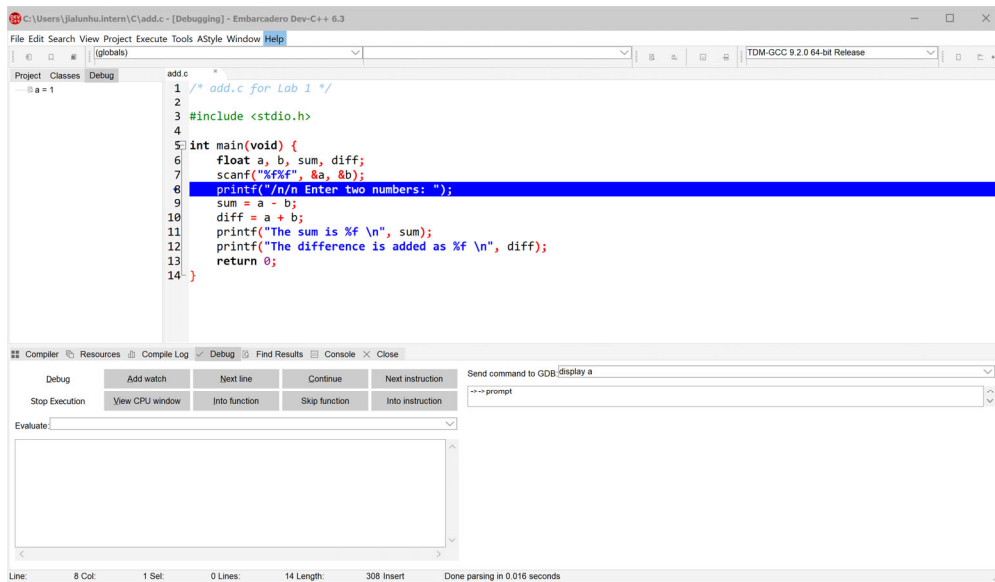 C:\Users\jialunhu.intern\C\add.c - [Debugging] - Embarcadero Dev-C++ 6.3
File Edit Search View Project Execute Tools AStyle Window Help
(globals) TDM-GCC 9.2.0 64-bit Release
Project Classes Debug add.c
a = 1
1 /* add.c for Lab 1 */
2
3 #include <stdio.h>
4
5 int main(void) {
6 float a, b, sum, diff;
7 scanf("%f%f", &a, &b);
8 printf("/n/n Enter two numbers: ");
9 sum = a - b;
10 diff = a + b;
11 printf("The sum is %f \n", sum);
12 printf("The difference is added as %f \n", diff);
13 return 0;
14 }
Compiler Resources Compile Log Debug Find Results Console Close
Debug Add watch Next line Continue Next instruction Send command to GDB: display a
Stop Execution View CPU window Into function Skip function Into instruction ->->prompt
Evaluate:
Line: 8 Col: 1 Sel: 0 Lines: 14 Length: 308 Insert Done parsing in 0.016 seconds